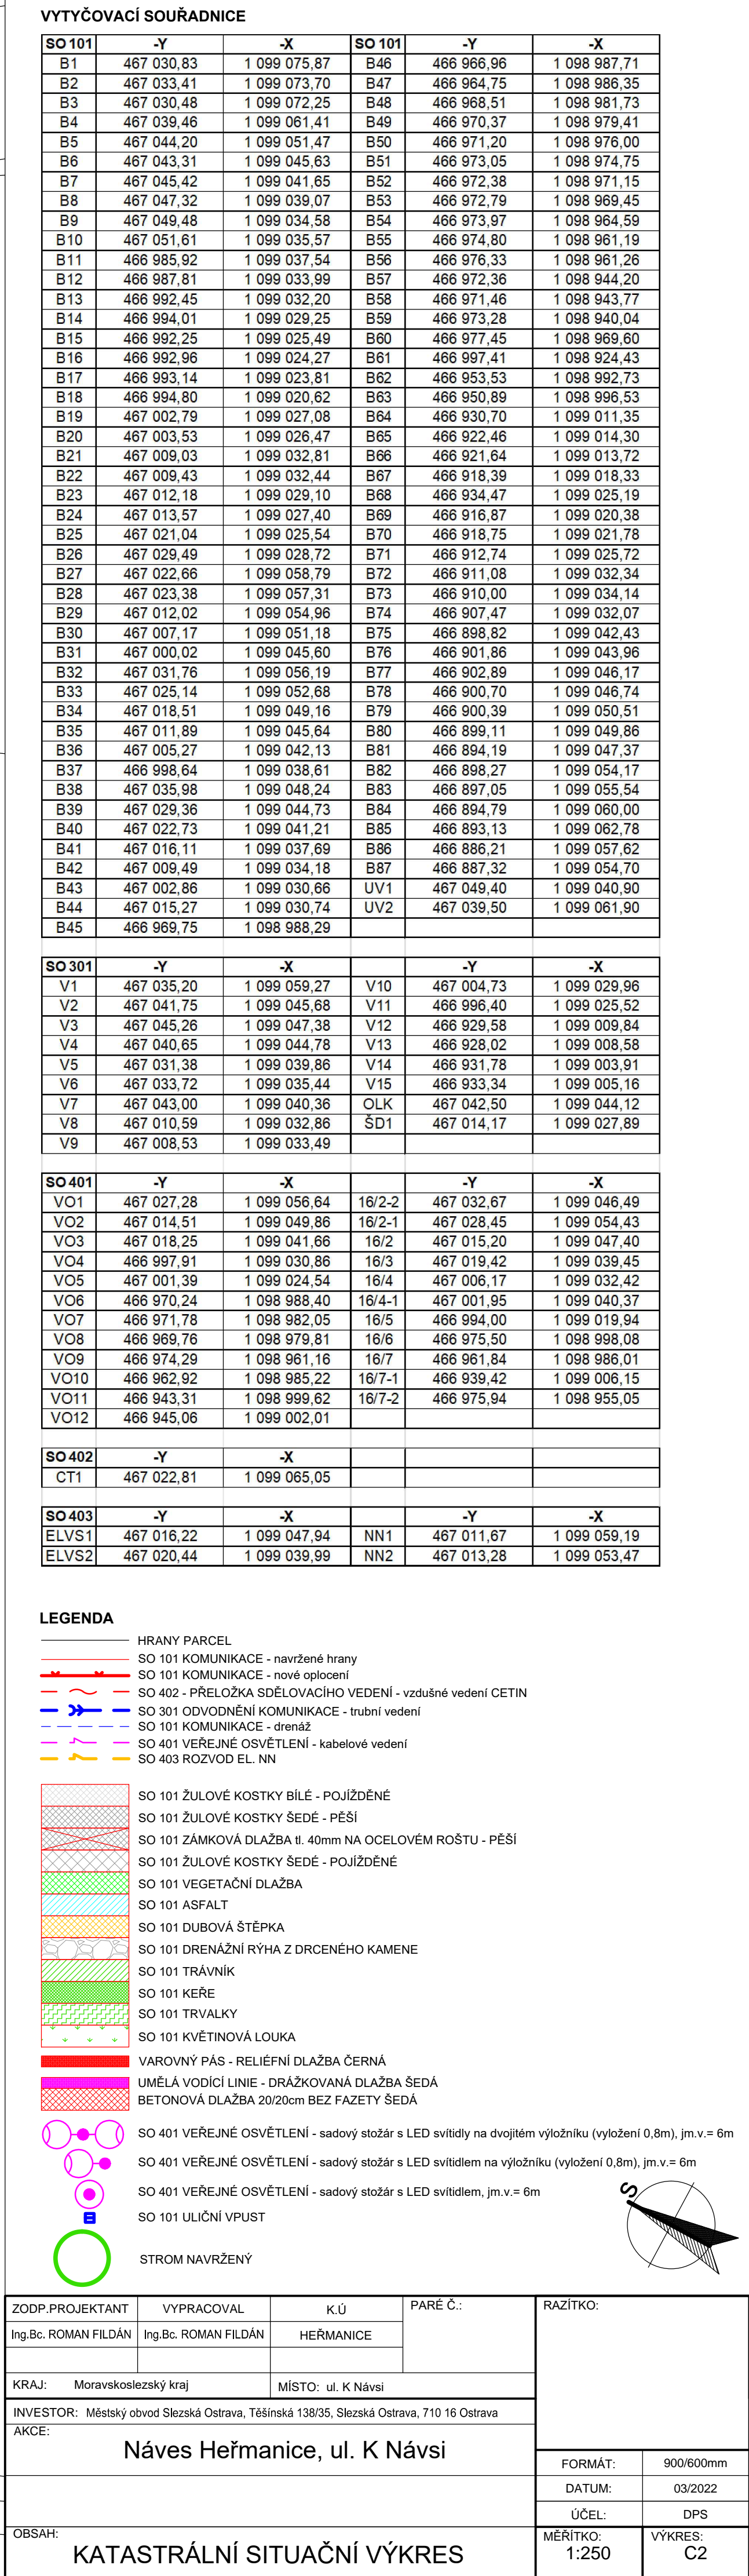 VYTYČOVACÍ SOUŘADNICE
SO 101 -Y -X SO 101 -Y -X
B1 467 030,83 1 099 075,87 B46 466 966,96 1 098 987,71
B2 467 033,41 1 099 073,70 B47 466 964,75 1 098 986,35
B3 467 030,48 1 099 072,25 B48 466 968,51 1 098 981,73
B4 467 039,46 1 099 061,41 B49 466 970,37 1 098 979,41
B5 467 044,20 1 099 051,47 B50 466 971,20 1 098 976,00
B6 467 043,31 1 099 045,63 B51 466 973,05 1 098 974,75
B7 467 045,42 1 099 041,65 B52 466 972,38 1 098 971,15
B8 467 047,32 1 099 039,07 B53 466 972,79 1 098 969,45
B9 467 049,48 1 099 034,58 B54 466 973,97 1 098 964,59
B10 467 051,61 1 099 035,57 B55 466 974,80 1 098 961,19
B11 466 985,92 1 099 037,54 B56 466 976,33 1 098 961,26
B12 466 987,81 1 099 033,99 B57 466 972,36 1 098 944,20
B13 466 992,45 1 099 032,20 B58 466 971,46 1 098 943,77
B14 466 994,01 1 099 029,25 B59 466 973,28 1 098 940,04
B15 466 992,25 1 099 025,49 B60 466 977,45 1 098 969,60
B16 466 992,96 1 099 024,27 B61 466 997,41 1 098 924,43
B17 466 993,14 1 099 023,81 B62 466 953,53 1 098 992,73
B18 466 994,80 1 099 020,62 B63 466 950,89 1 098 996,53
B19 467 002,79 1 099 027,08 B64 466 930,70 1 099 011,35
B20 467 003,53 1 099 026,47 B65 466 922,46 1 099 014,30
B21 467 009,03 1 099 032,81 B66 466 921,64 1 099 013,72
B22 467 009,43 1 099 032,44 B67 466 918,39 1 099 018,33
B23 467 012,18 1 099 029,10 B68 466 934,47 1 099 025,19
B24 467 013,57 1 099 027,40 B69 466 916,87 1 099 020,38
B25 467 021,04 1 099 025,54 B70 466 918,75 1 099 021,78
B26 467 029,49 1 099 028,72 B71 466 912,74 1 099 025,72
B27 467 022,66 1 099 058,79 B72 466 911,08 1 099 032,34
B28 467 023,38 1 099 057,31 B73 466 910,00 1 099 034,14
B29 467 012,02 1 099 054,96 B74 466 907,47 1 099 032,07
B30 467 007,17 1 099 051,18 B75 466 898,82 1 099 042,43
B31 467 000,02 1 099 045,60 B76 466 901,86 1 099 043,96
B32 467 031,76 1 099 056,19 B77 466 902,89 1 099 046,17
B33 467 025,14 1 099 052,68 B78 466 900,70 1 099 046,74
B34 467 018,51 1 099 049,16 B79 466 900,39 1 099 050,51
B35 467 011,89 1 099 045,64 B80 466 899,11 1 099 049,86
B36 467 005,27 1 099 042,13 B81 466 894,19 1 099 047,37
B37 466 998,64 1 099 038,61 B82 466 898,27 1 099 054,17
B38 467 035,98 1 099 048,24 B83 466 897,05 1 099 055,54
B39 467 029,36 1 099 044,73 B84 466 894,79 1 099 060,00
B40 467 022,73 1 099 041,21 B85 466 893,13 1 099 062,78
B41 467 016,11 1 099 037,69 B86 466 886,21 1 099 057,62
B42 467 009,49 1 099 034,18 B87 466 887,32 1 099 054,70
B43 467 002,86 1 099 030,66 UV1 467 049,40 1 099 040,90
B44 467 015,27 1 099 030,74 UV2 467 039,50 1 099 061,90
B45 466 969,75 1 098 988,29
SO 301 -Y -X -Y -X
V1 467 035,20 1 099 059,27 V10 467 004,73 1 099 029,96
V2 467 041,75 1 099 045,68 V11 466 996,40 1 099 025,52
V3 467 045,26 1 099 047,38 V12 466 929,58 1 099 009,84
V4 467 040,65 1 099 044,78 V13 466 928,02 1 099 008,58
V5 467 031,38 1 099 039,86 V14 466 931,78 1 099 003,91
V6 467 033,72 1 099 035,44 V15 466 933,34 1 099 005,16
V7 467 043,00 1 099 040,36 OLK 467 042,50 1 099 044,12
V8 467 010,59 1 099 032,86 ŠD1 467 014,17 1 099 027,89
V9 467 008,53 1 099 033,49
SO 401 -Y -X -Y -X
VO1 467 027,28 1 099 056,64 16/2-2 467 032,67 1 099 046,49
VO2 467 014,51 1 099 049,86 16/2-1 467 028,45 1 099 054,43
VO3 467 018,25 1 099 041,66 16/2 467 015,20 1 099 047,40
VO4 466 997,91 1 099 030,86 16/3 467 019,42 1 099 039,45
VO5 467 001,39 1 099 024,54 16/4 467 006,17 1 099 032,42
VO6 466 970,24 1 098 988,40 16/4-1 467 001,95 1 099 040,37
VO7 466 971,78 1 098 982,05 16/5 466 994,00 1 099 019,94
VO8 466 969,76 1 098 979,81 16/6 466 975,50 1 098 998,08
VO9 466 974,29 1 098 961,16 16/7 466 961,84 1 098 986,01
VO10 466 962,92 1 098 985,22 16/7-1 466 939,42 1 099 006,15
VO11 466 943,31 1 098 999,62 16/7-2 466 975,94 1 098 955,05
VO12 466 945,06 1 099 002,01
SO 402 -Y -X
CT1 467 022,81 1 099 065,05
SO 403 -Y -X -Y -X
ELVS1 467 016,22 1 099 047,94 NN1 467 011,67 1 099 059,19
ELVS2 467 020,44 1 099 039,99 NN2 467 013,28 1 099 053,47
LEGENDA
HRANY PARCEL
SO 101 KOMUNIKACE - navržené hrany
SO 101 KOMUNIKACE - nové oplocení
SO 402 - PŘELOŽKA SDĚLOVACÍHO VEDENÍ - vzdušné vedení CETIN
SO 301 ODVODNĚNÍ KOMUNIKACE - trubní vedení
SO 101 KOMUNIKACE - drenáž
SO 401 VEŘEJNÉ OSVĚTLENÍ - kabelové vedení
SO 403 ROZVOD EL. NN
SO 101 ŽULOVÉ KOSTKY BÍLÉ - POJÍŽDĚNÉ
SO 101 ŽULOVÉ KOSTKY ŠEDÉ - PĚŠÍ
SO 101 ZÁMKOVÁ DLAŽBA tl. 40mm NA OCELOVÉM ROŠTU - PĚŠÍ
SO 101 ŽULOVÉ KOSTKY ŠEDÉ - POJÍŽDĚNÉ
SO 101 VEGETAČNÍ DLAŽBA
SO 101 ASFALT
SO 101 DUBOVÁ ŠTĚPKA
SO 101 DRENÁŽNÍ RÝHA Z DRCENÉHO KAMENE
SO 101 TRÁVNÍK
SO 101 KEŘE
SO 101 TRVALKY
SO 101 KVĚTINOVÁ LOUKA
VAROVNÝ PÁS - RELIÉFNÍ DLAŽBA ČERNÁ
UMĚLÁ VODÍCÍ LINIE - DRÁŽKOVANÁ DLAŽBA ŠEDÁ
BETONOVÁ DLAŽBA 20/20cm BEZ FAZETY ŠEDÁ
SO 401 VEŘEJNÉ OSVĚTLENÍ - sadový stožár s LED svítidly na dvojitém výložníku (vyložení 0,8m), jm.v.= 6m
SO 401 VEŘEJNÉ OSVĚTLENÍ - sadový stožár s LED svítidlem na výložníku (vyložení 0,8m), jm.v.= 6m
SO 401 VEŘEJNÉ OSVĚTLENÍ - sadový stožár s LED svítidlem, jm.v.= 6m
SO 101 ULIČNÍ VPUST
STROM NAVRŽENÝ
S
ZODP.PROJEKTANT VYPRACOVAL K.Ú PARÉ Č.: RAZÍTKO:
Ing.Bc. ROMAN FILDÁN Ing.Bc. ROMAN FILDÁN HEŘMANICE
KRAJ: Moravskoslezský kraj MÍSTO: ul. K Návsi
INVESTOR: Městský obvod Slezská Ostrava, Těšínská 138/35, Slezská Ostrava, 710 16 Ostrava
AKCE:
Náves Heřmanice, ul. K Návsi
FORMÁT: 900/600mm
DATUM: 03/2022
ÚČEL: DPS
OBSAH:
KATASTRÁLNÍ SITUAČNÍ VÝKRES
MĚŘÍTKO: VÝKRES:
1:250 C2